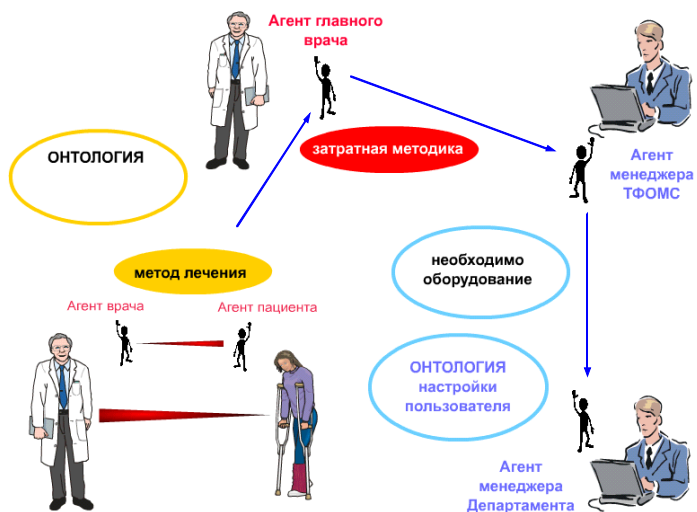 Агент главного
врача
затратная методика
Агент
менеджера
ТФОМС
ОНТОЛОГИЯ
метод лечения
необходимо
оборудование
Агент врача
Агент пациента
ОНТОЛОГИЯ
настройки
пользователя
Агент
менеджера
Департамента